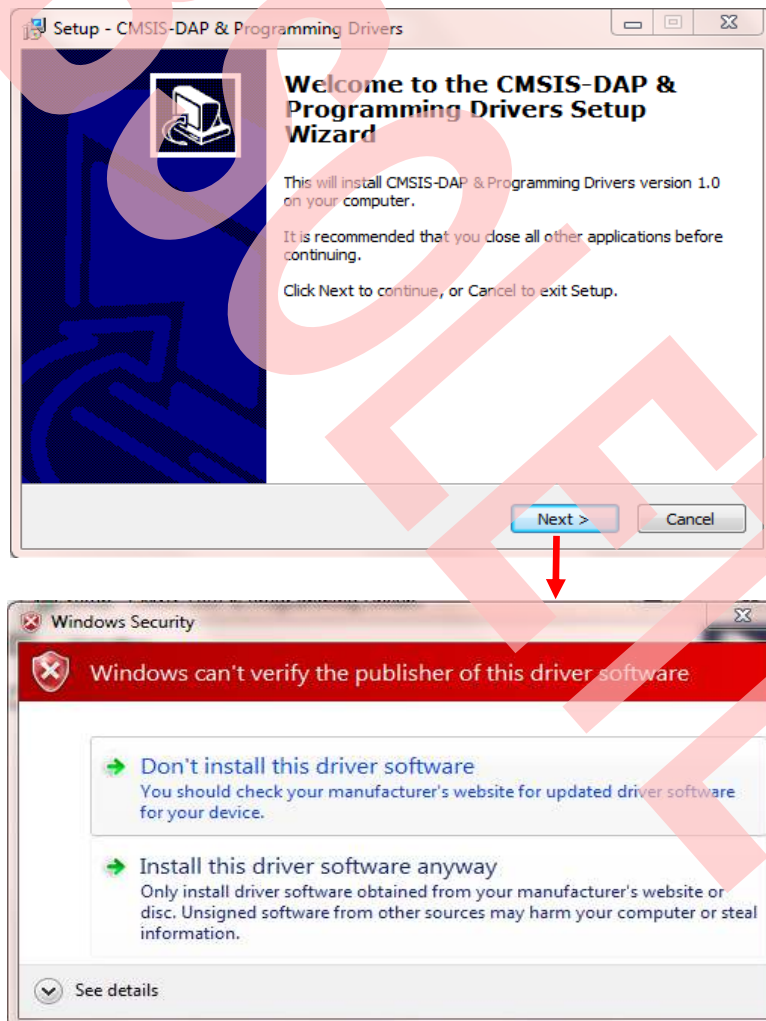 Setup - CMSIS-DAP & Programming Drivers
Welcome to the CMSIS-DAP &
Programming Drivers Setup
Wizard
This will install CMSIS-DAP & Programming Drivers version 1.0
on your computer.
It is recommended that you close all other applications before
continuing.
Click Next to continue, or Cancel to exit Setup.
Next >
Cancel
Windows Security
Windows can't verify the publisher of this driver software
Don't install this driver software
You should check your manufacturer's website for updated driver software
for your device.
Install this driver software anyway
Only install driver software obtained from your manufacturer's website or
disc. Unsigned software from other sources may harm your computer or steal
information.
See details